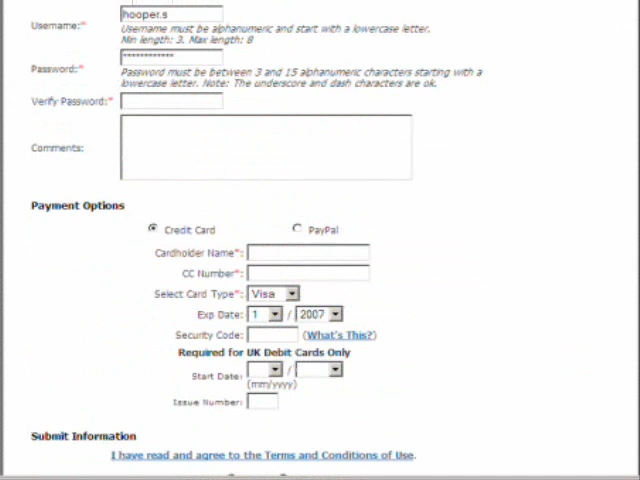 Username:*
hooper.s
Username must be alphanumeric and start with a lowercase letter.
Min length: 3. Max length: 8
Password:*
************
Password must be between 3 and 15 alphanumeric characters starting with a
lowercase letter. Note: The underscore and dash characters are ok.
Verify Password:*
Comments:
Payment Options
Credit Card PayPal
Cardholder Name*:
CC Number*:
Select Card Type*: Visa
Exp Date: 1 / 2007
Security Code: (What's This?)
Required for UK Debit Cards Only
Start Date: /
(mm/yyyy)
Issue Number:
Submit Information
I have read and agree to the Terms and Conditions of Use.